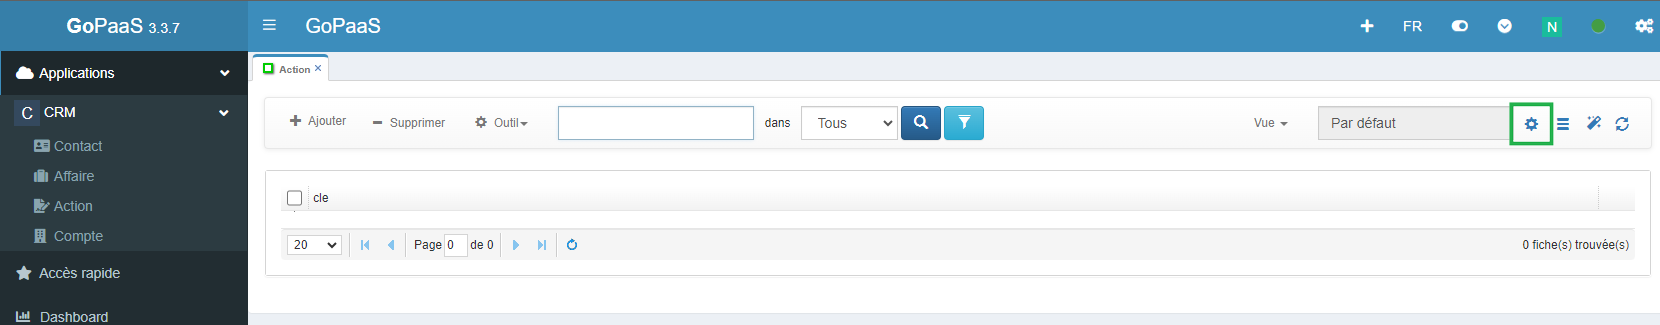 GoPaaS 3.3.7
GoPaaS
FR
N
Applications
C CRM
Contact
Affaire
Action
Compte
Accès rapide
Dashboard
Action ×
Ajouter
Supprimer
Outil
dans
Tous
Vue
Par défaut
cle
20
Page 0 de 0
0 fiche(s) trouvée(s)